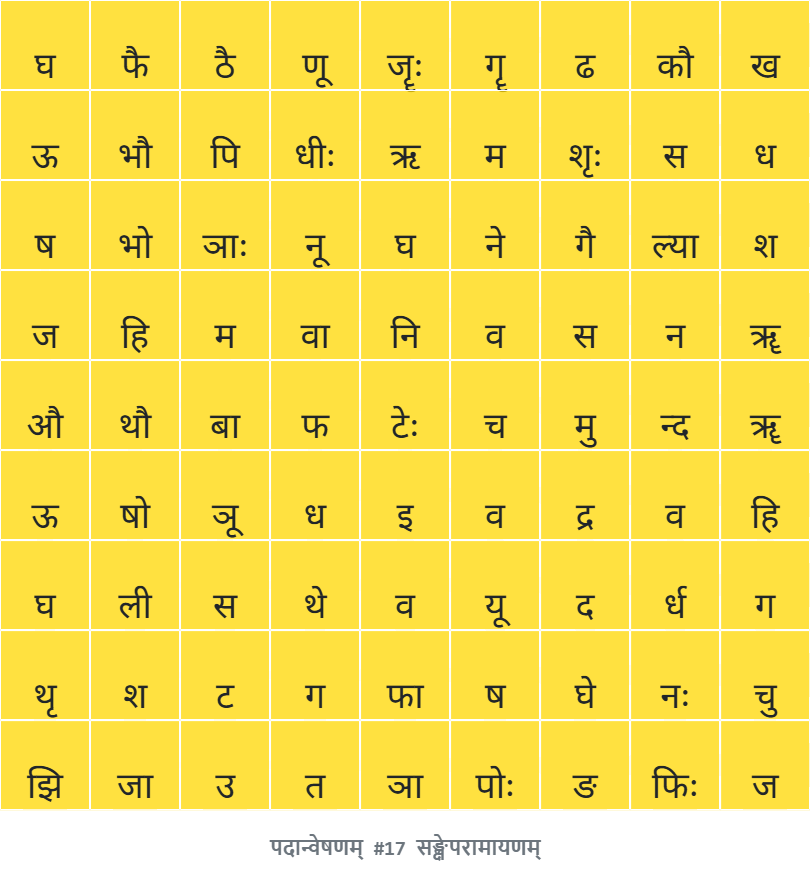 घ फै ठै णू जॄः गॄ ढ कौ ख
ऊ भौ पि धीः ऋ म शृः स ध
ष भो ञाः नू घ ने गै ल्या श
ज हि म वा नि व स न ॠ
औ थौ बा फ टेः च मु न्द ॠ
ऊ षो ञू ध इ व द्र व हि
घ ली स थे व यू द र्ध ग
थृ श ट ग फा ष घे नः चु
झि जा उ त ञा पोः ङ फिः ज
पदान्वेषणम् #17 सङ्क्षेपरामायणम्